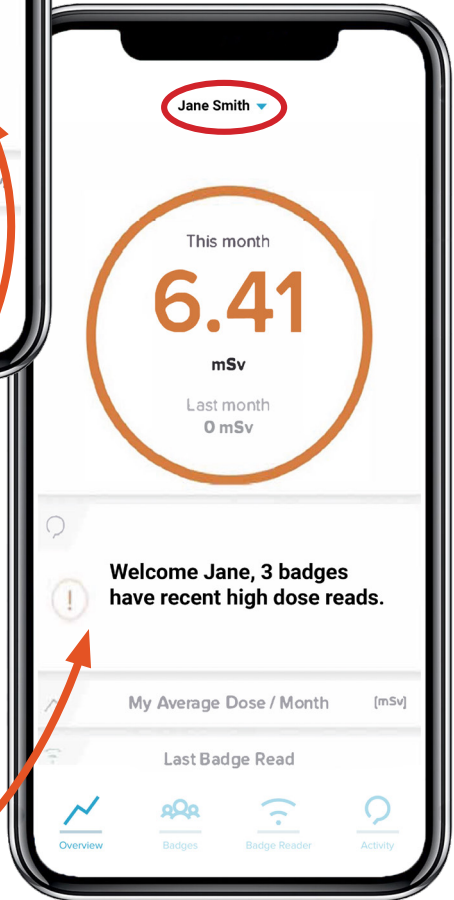 Jane Smith
This month
6.41
mSv
Last month
0 mSv
!
Welcome Jane, 3 badges
have recent high dose reads.
My Average Dose / Month [mSv]
Last Badge Read
Overview Badges Badge Reader Activity